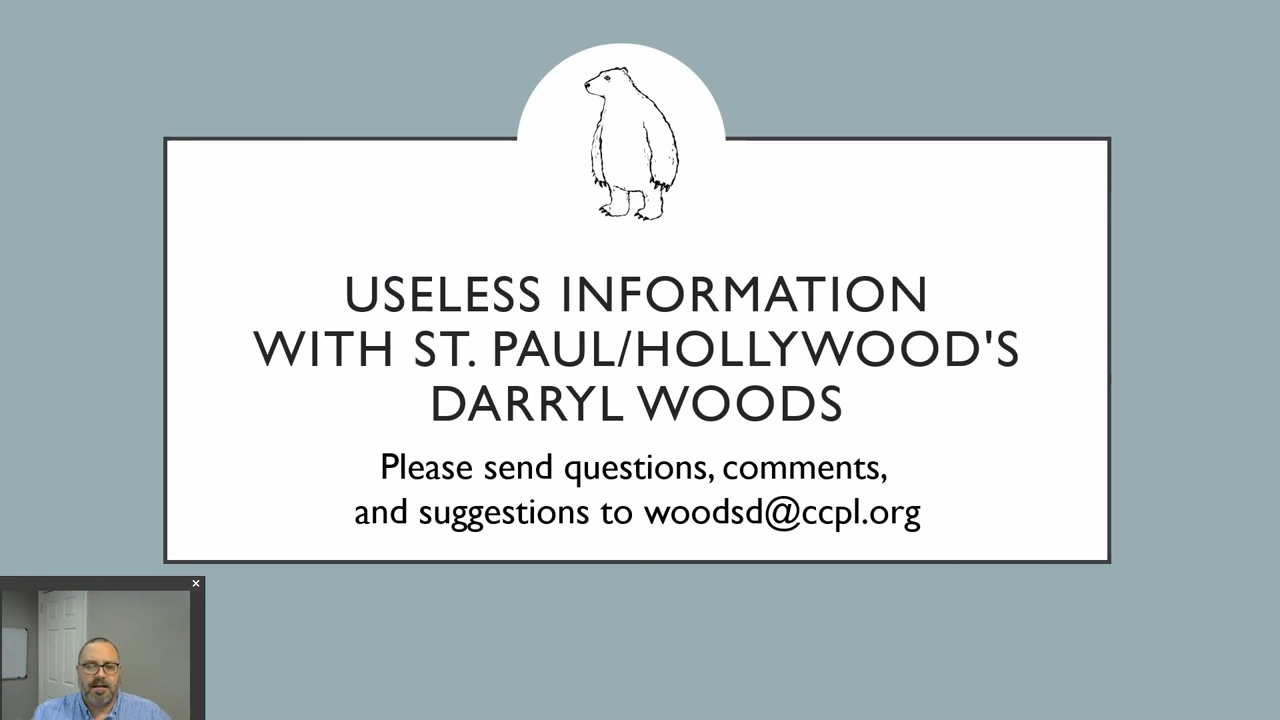 USELESS INFORMATION
WITH ST. PAUL/HOLLYWOOD'S
DARRYL WOODS
Please send questions, comments,
and suggestions to woodsd@ccpl.org